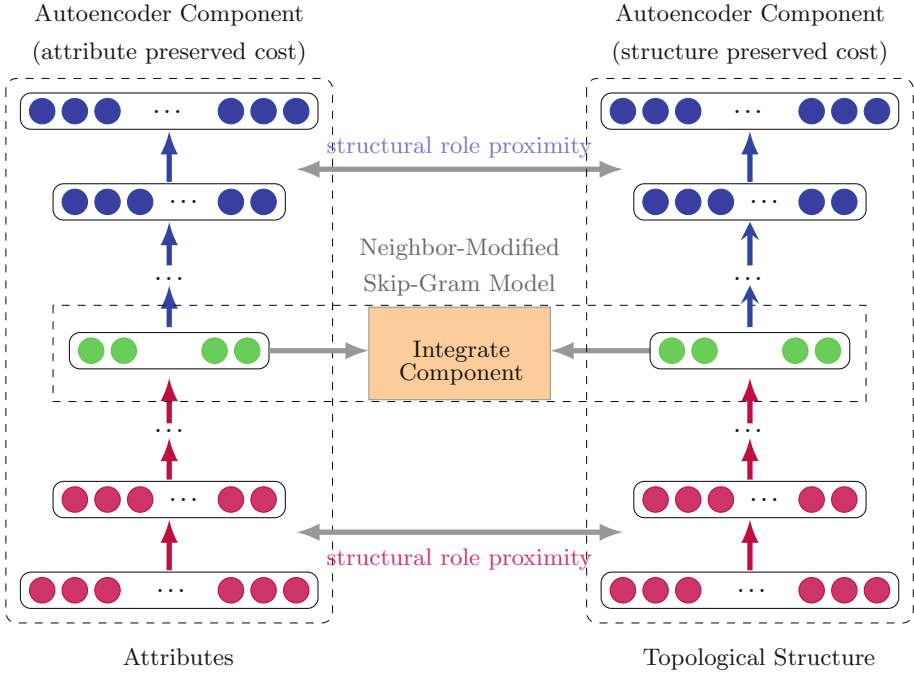 Autoencoder Component
(attribute preserved cost)
Autoencoder Component
(structure preserved cost)
...
...
structural role proximity
...
...
Neighbor-Modified
Skip-Gram Model
...
...
Integrate
Component
...
...
...
...
structural role proximity
...
...
Attributes
Topological Structure